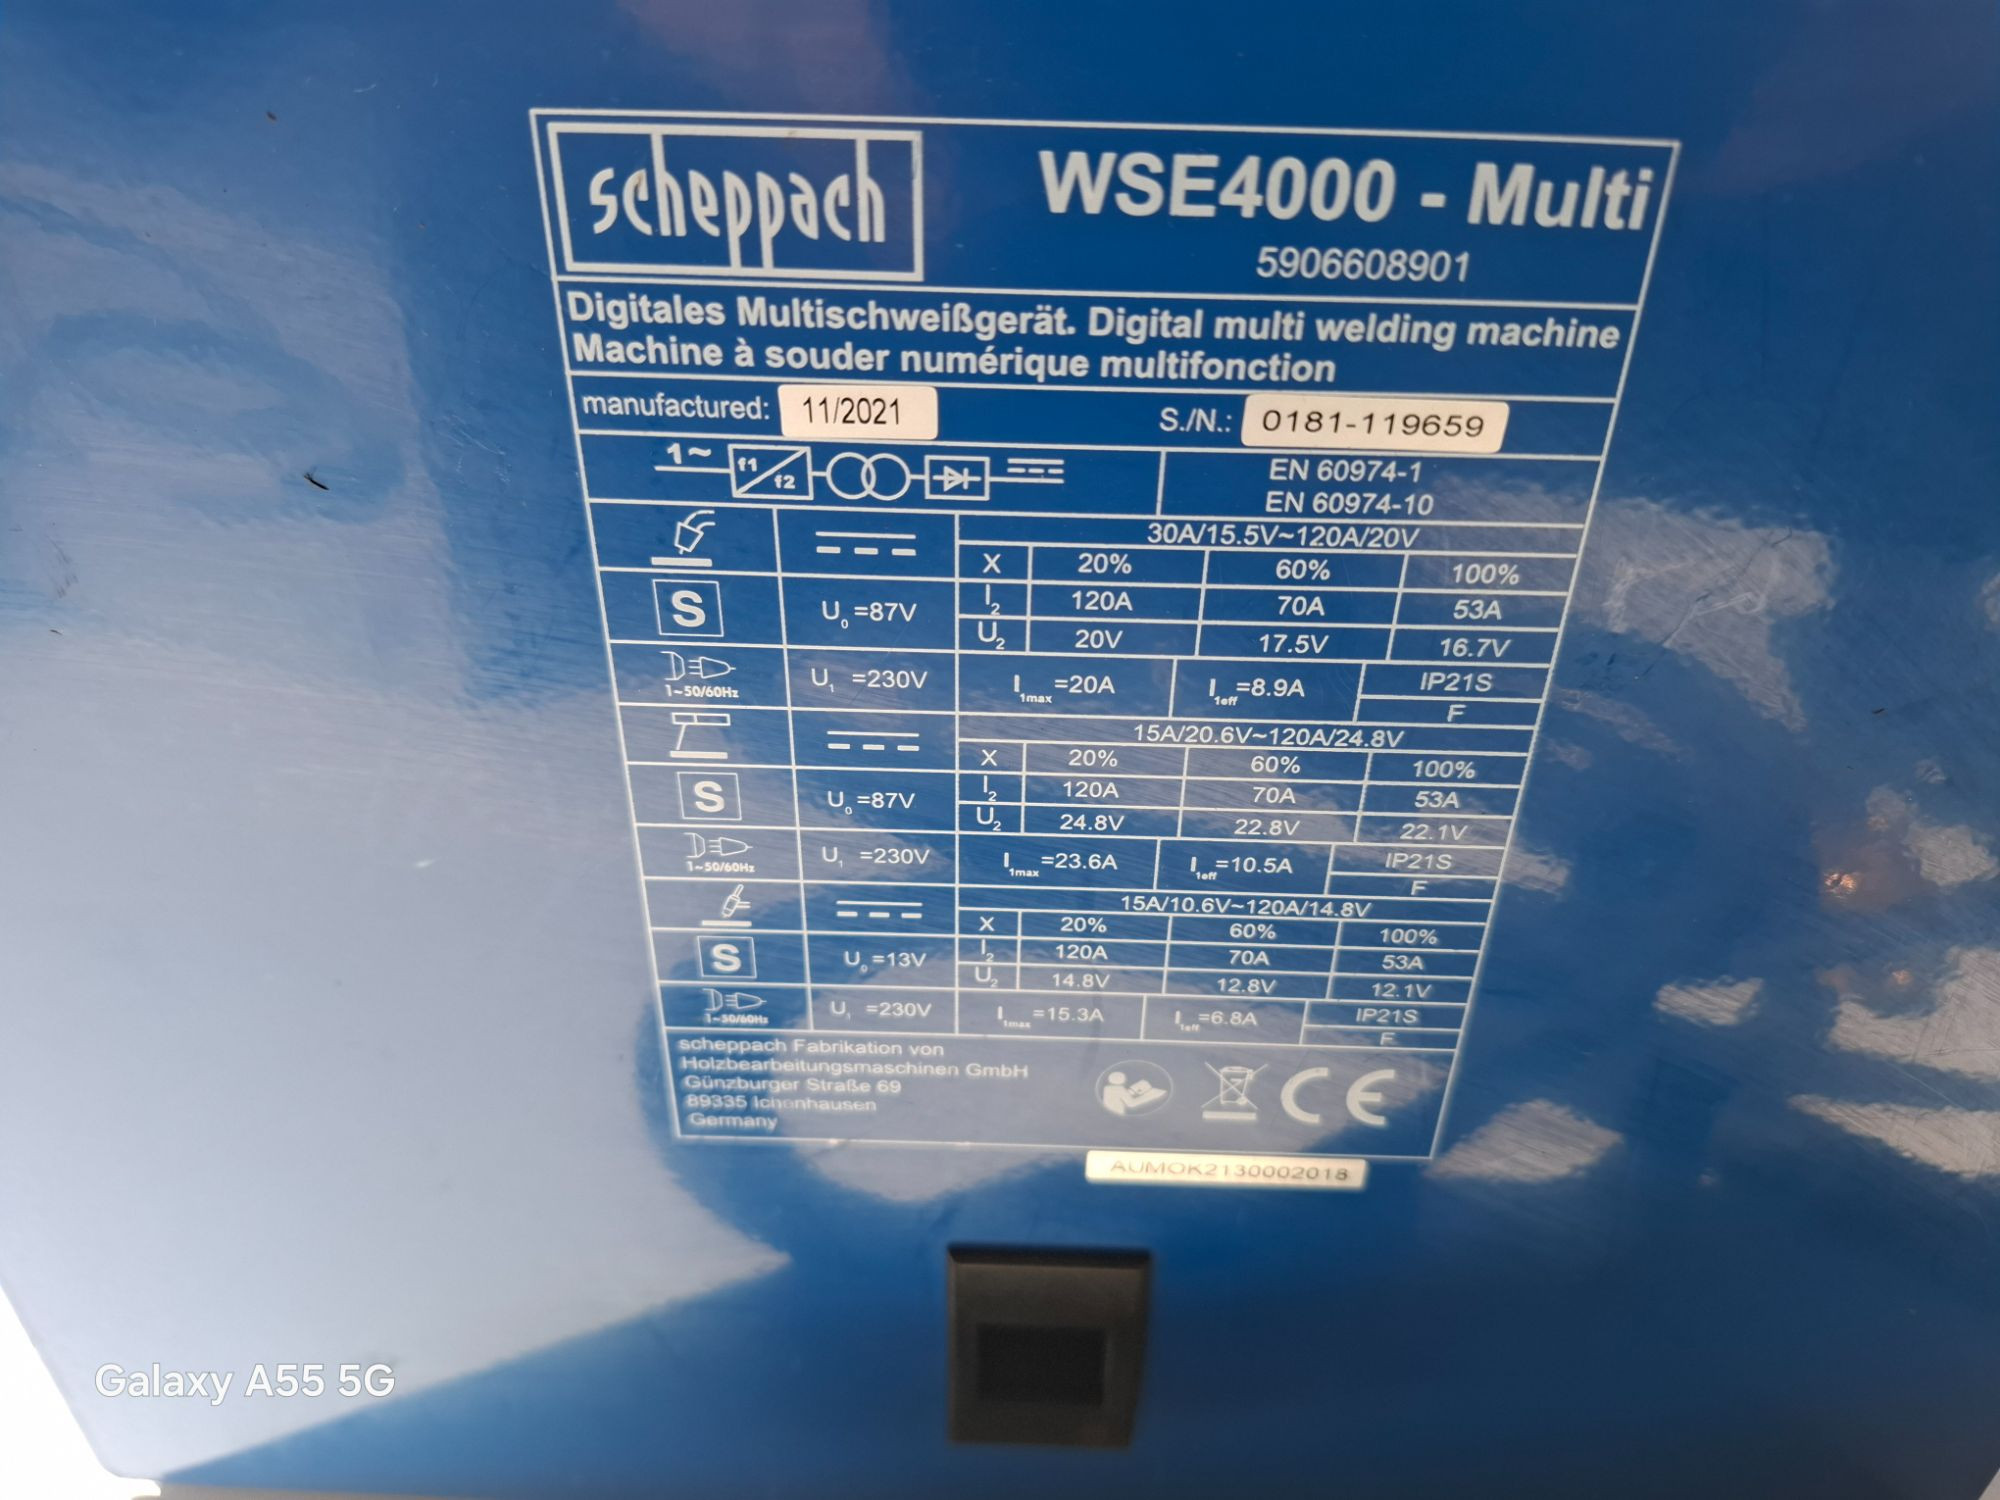 scheppach
WSE4000 - Multi
5906608901
Digitales Multischweißgerät. Digital multi welding machine
Machine à souder numérique multifonction
manufactured: 11/2021 S./N.: 0181-119659
1~ f1 f2
EN 60974-1
EN 60974-10
30A/15.5V~120A/20V
X 20% 60% 100%
S U₀=87V I₂ 120A 70A 53A
U₂ 20V 17.5V 16.7V
1~50/60Hz U₁ =230V I1max=20A I1eff=8.9A IP21S
F
15A/20.6V~120A/24.8V
X 20% 60% 100%
S U₀=87V I₂ 120A 70A 53A
U₂ 24.8V 22.8V 22.1V
1~50/60Hz U₁ =230V I1max=23.6A I1eff=10.5A IP21S
F
15A/10.6V~120A/14.8V
X 20% 60% 100%
S U₀=13V I₂ 120A 70A 53A
U₂ 14.8V 12.8V 12.1V
1~50/60Hz U₁ =230V I1max=15.3A I1eff=6.8A IP21S
F
scheppach Fabrikation von
Holzbearbeitungsmaschinen GmbH
Günzburger Straße 69
89335 Ichenhausen
Germany
CE
AUMOK2130002018
Galaxy A55 5G